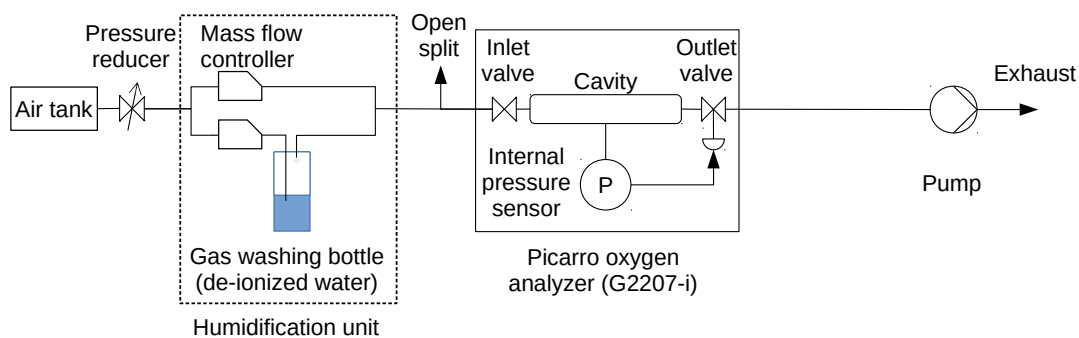 Pressure
reducer
Mass flow
controller
Open
split
Inlet
valve
Outlet
valve
Cavity
Exhaust
Air tank
Internal
pressure
sensor
P
Pump
Gas washing bottle
(de-ionized water)
Picarro oxygen
analyzer (G2207-i)
Humidification unit